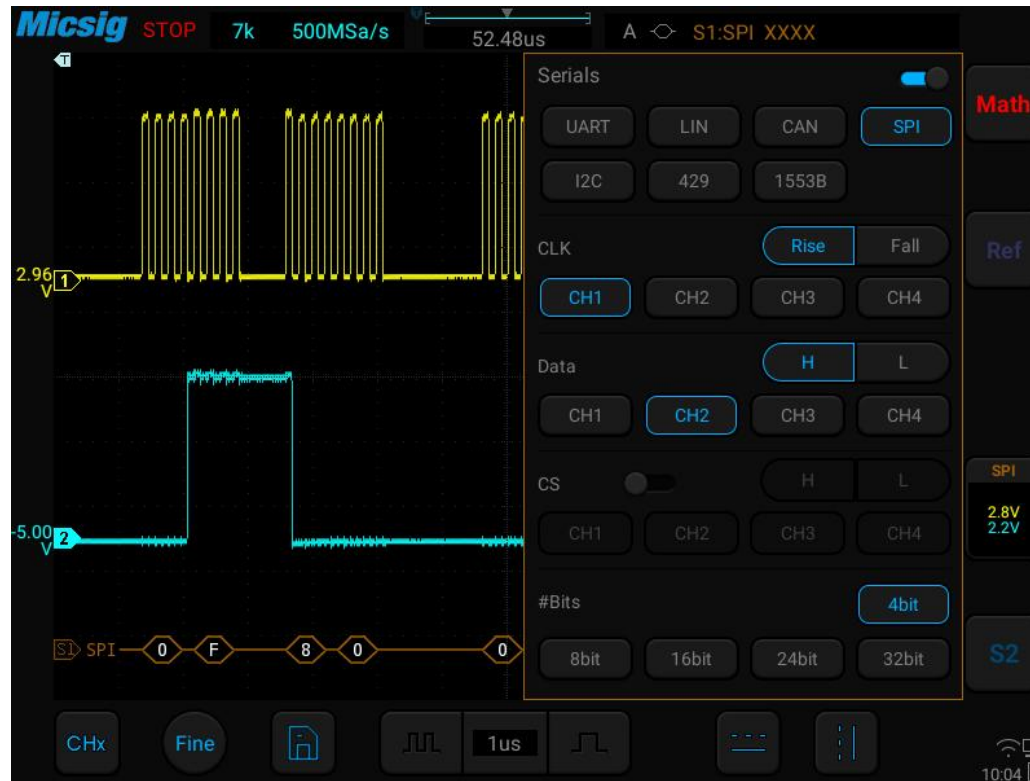 Micsig STOP 7k 500MSa/s 52.48us A S1:SPI XXXX
T
Serials
Math
UART LIN CAN SPI
I2C 429 1553B
CLK Rise Fall
Ref
2.96
V
1
CH1 CH2 CH3 CH4
Data H L
CH1 CH2 CH3 CH4
CS H L
SPI
2.8V
2.2V
-5.00
V
2
CH1 CH2 CH3 CH4
#Bits 4bit
S1 SPI 0 F 8 0 0
8bit 16bit 24bit 32bit
S2
CHx Fine 1us
10:04